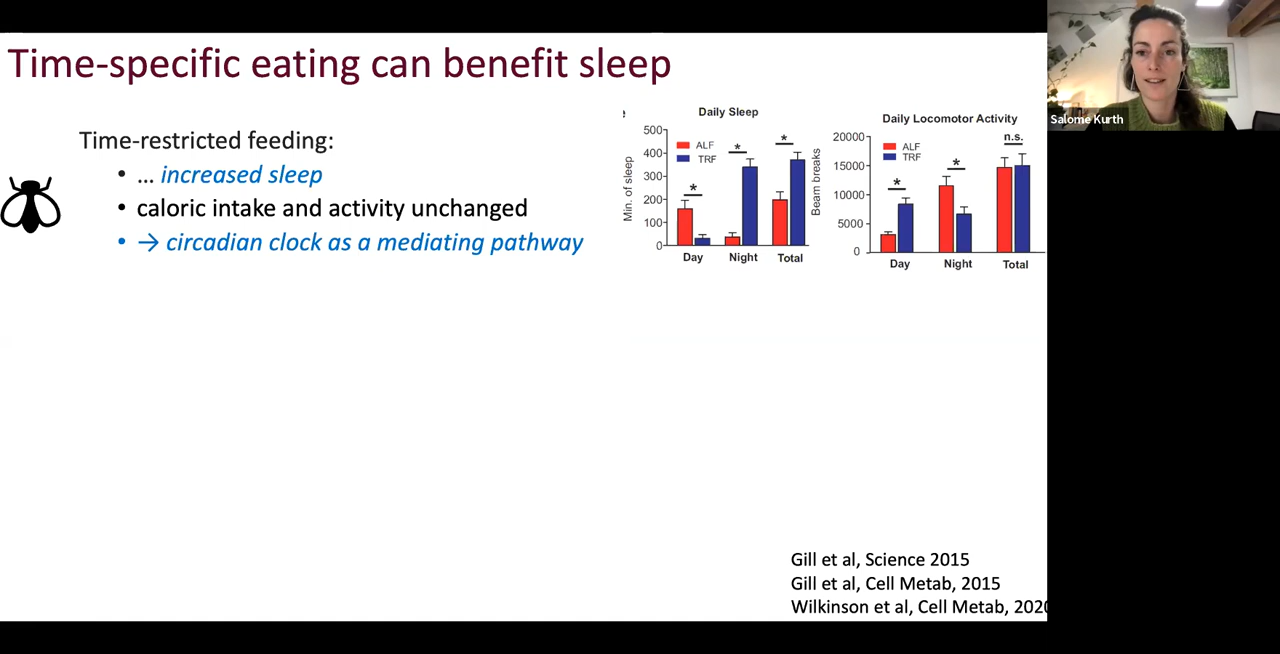 Time-specific eating can benefit sleep
Salome Kurth
Time-restricted feeding:
• ... increased sleep
• caloric intake and activity unchanged
• → circadian clock as a mediating pathway
e
Daily Sleep
Min. of sleep
500
400
300
200
100
0
ALF
TRF
*
*
*
Day
Night
Total
Daily Locomotor Activity
Beam breaks
20000
15000
10000
5000
0
ALF
TRF
*
*
n.s.
Day
Night
Total
Gill et al, Science 2015
Gill et al, Cell Metab, 2015
Wilkinson et al, Cell Metab, 2020